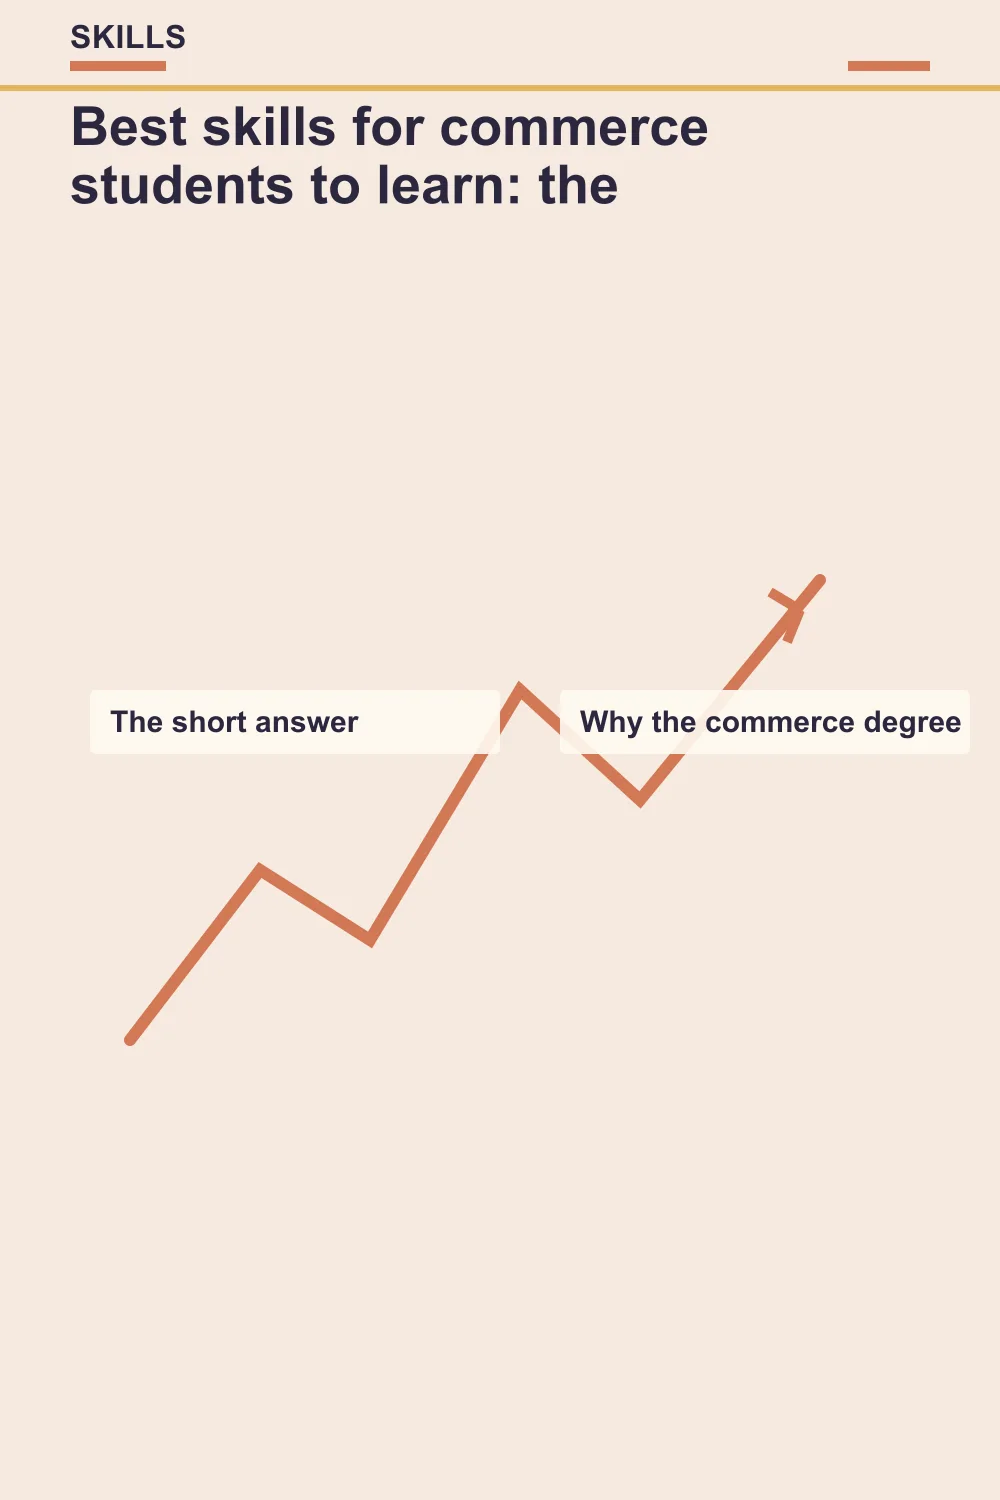 SKILLS
Best skills for commerce
students to learn: the
The short answer
Why the commerce degree